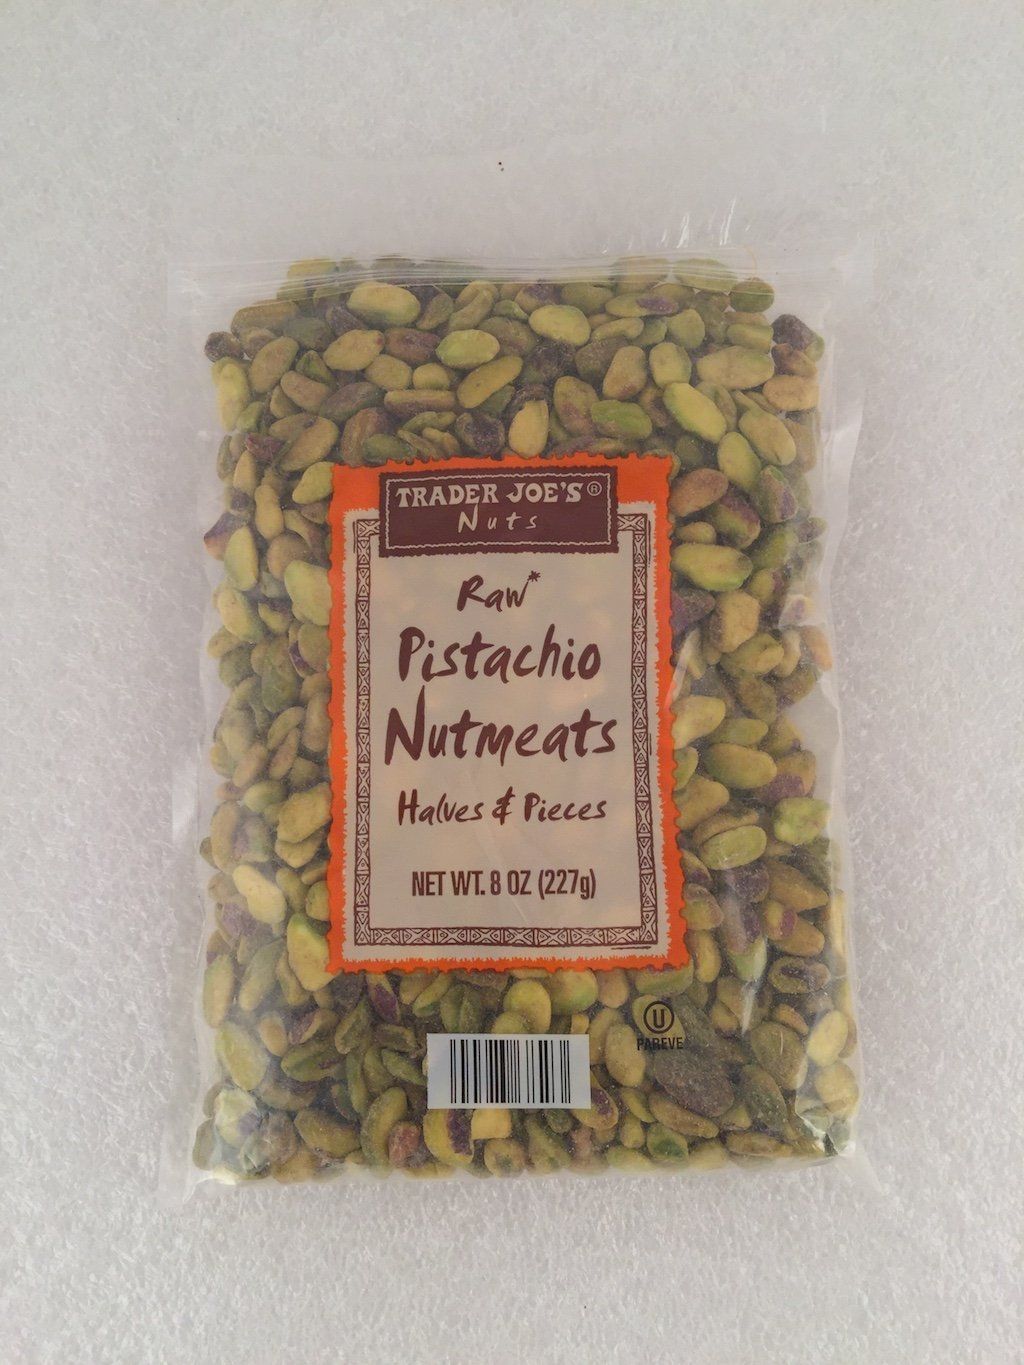 TRADER JOE'S®
Nuts
Raw*
Pistachio
Nutmeats
Halves & Pieces
NET WT. 8 OZ (227g)
U
PAREVE